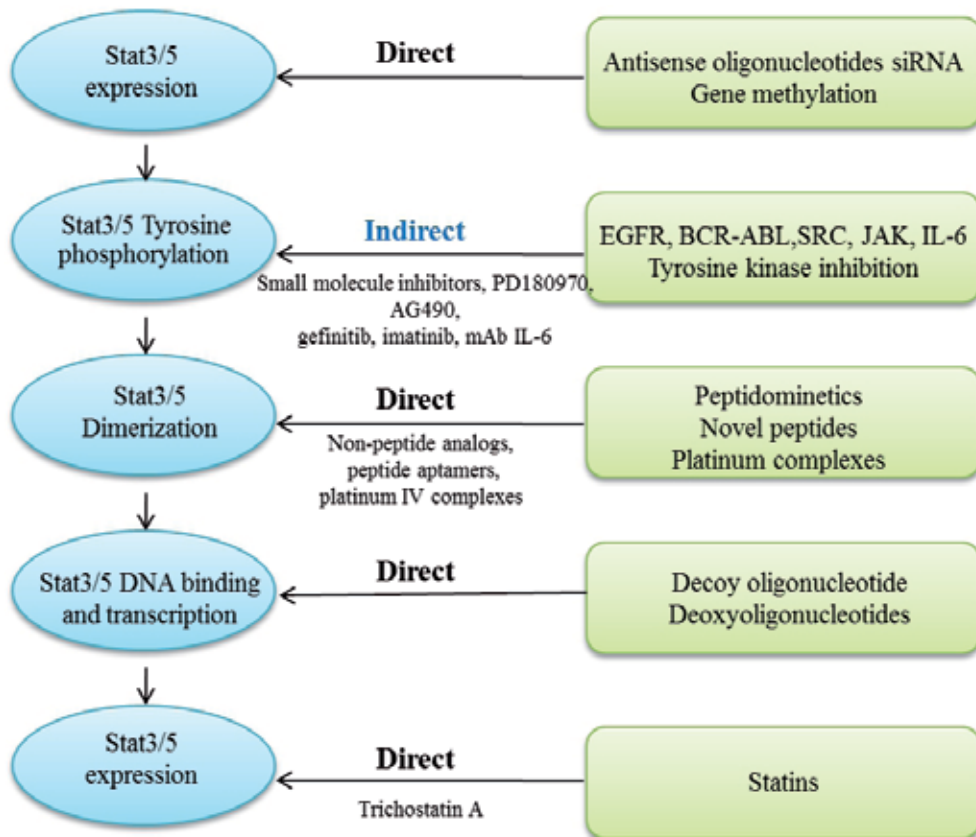 Stat3/5
expression
Direct
Antisense oligonucleotides siRNA
Gene methylation
Stat3/5 Tyrosine
phosphorylation
Indirect
Small molecule inhibitors, PD180970,
AG490,
gefinitib, imatinib, mAb IL-6
EGFR, BCR-ABL,SRC, JAK, IL-6
Tyrosine kinase inhibition
Stat3/5
Dimerization
Direct
Non-peptide analogs,
peptide aptamers,
platinum IV complexes
Peptidominetics
Novel peptides
Platinum complexes
Stat3/5 DNA binding
and transcription
Direct
Decoy oligonucleotide
Deoxyoligonucleotides
Stat3/5
expression
Direct
Trichostatin A
Statins